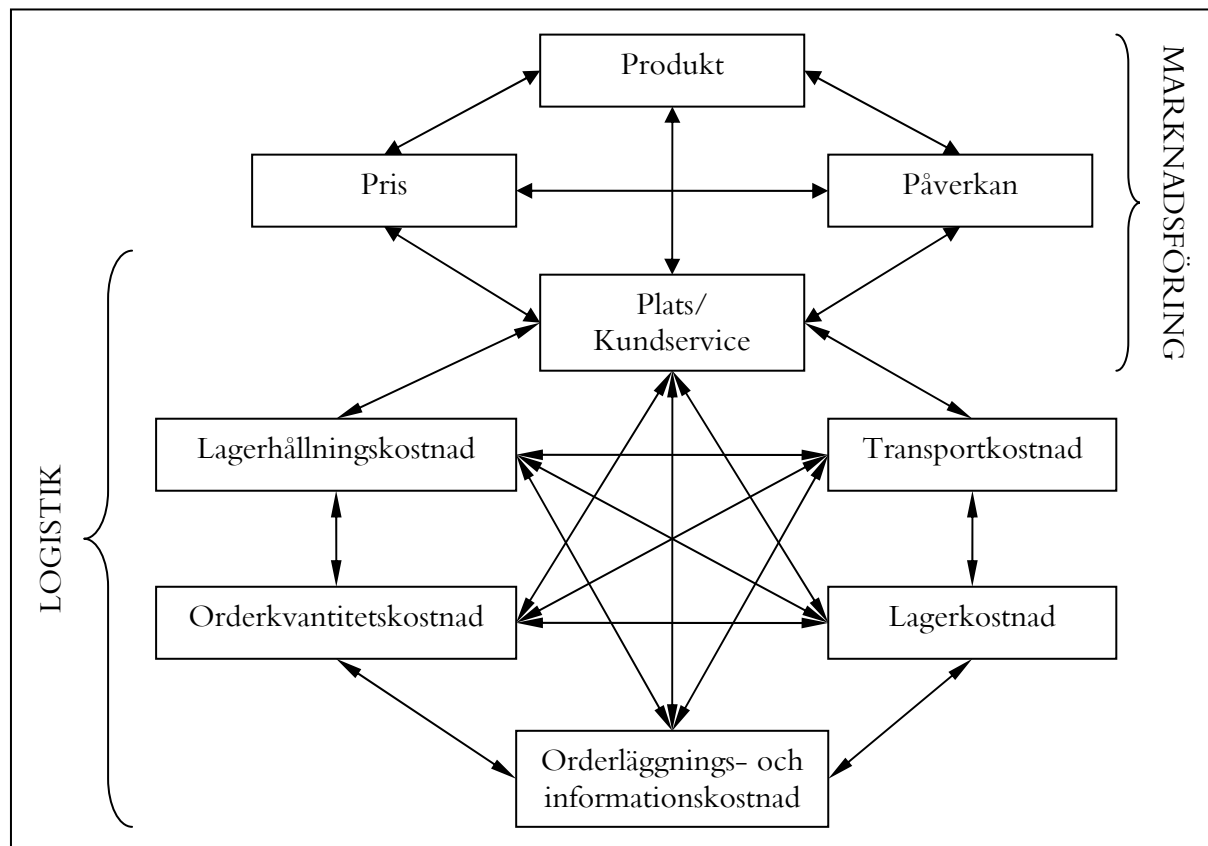 Produkt
MARKNADSFÖRING
Pris
Påverkan
Plats/
Kundservice
LOGISTIK
Lagerhållningskostnad
Transportkostnad
Orderkvantitetskostnad
Lagerkostnad
Orderläggnings- och
informationskostnad